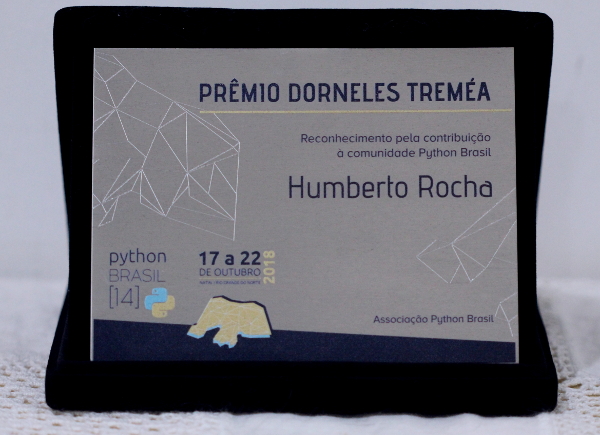 PRÊMIO DORNELES TREMÉA
Reconhecimento pela contribuição
à comunidade Python Brasil
Humberto Rocha
python
BRASIL
[14]
17 a 22
DE OUTUBRO
2018
Associação Python Brasil